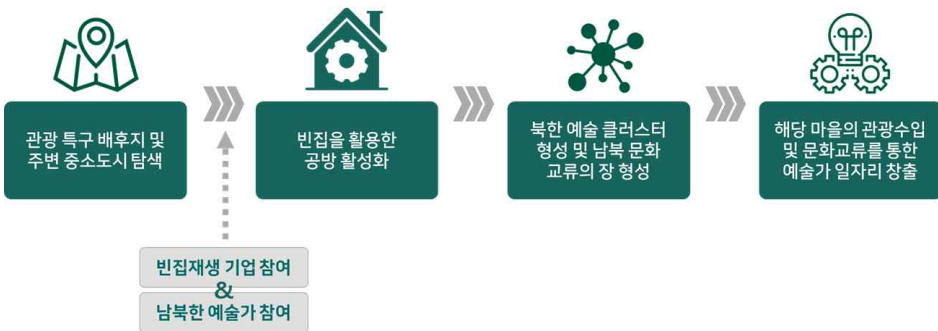 관광 특구 배후지 및
주변 중소도시 탐색
빈집을 활용한
공방 활성화
북한 예술 클러스터
형성 및 남북 문화
교류의 장 형성
해당 마을의 관광수입
및 문화교류를 통한
예술가 일자리 창출
빈집재생 기업 참여
&
남북한 예술가 참여